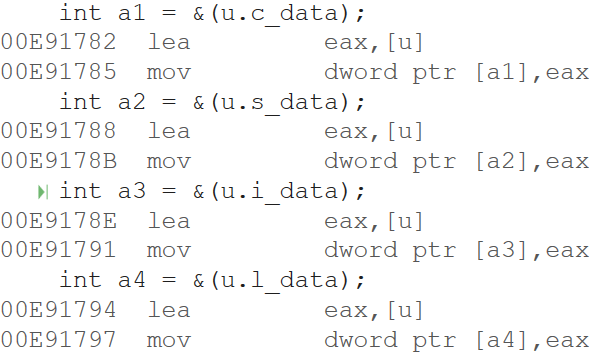 int a1 = &(u.c_data);
00E91782 lea eax,[u]
00E91785 mov dword ptr [a1],eax
int a2 = &(u.s_data);
00E91788 lea eax,[u]
00E9178B mov dword ptr [a2],eax
int a3 = &(u.i_data);
00E9178E lea eax,[u]
00E91791 mov dword ptr [a3],eax
int a4 = &(u.l_data);
00E91794 lea eax,[u]
00E91797 mov dword ptr [a4],eax